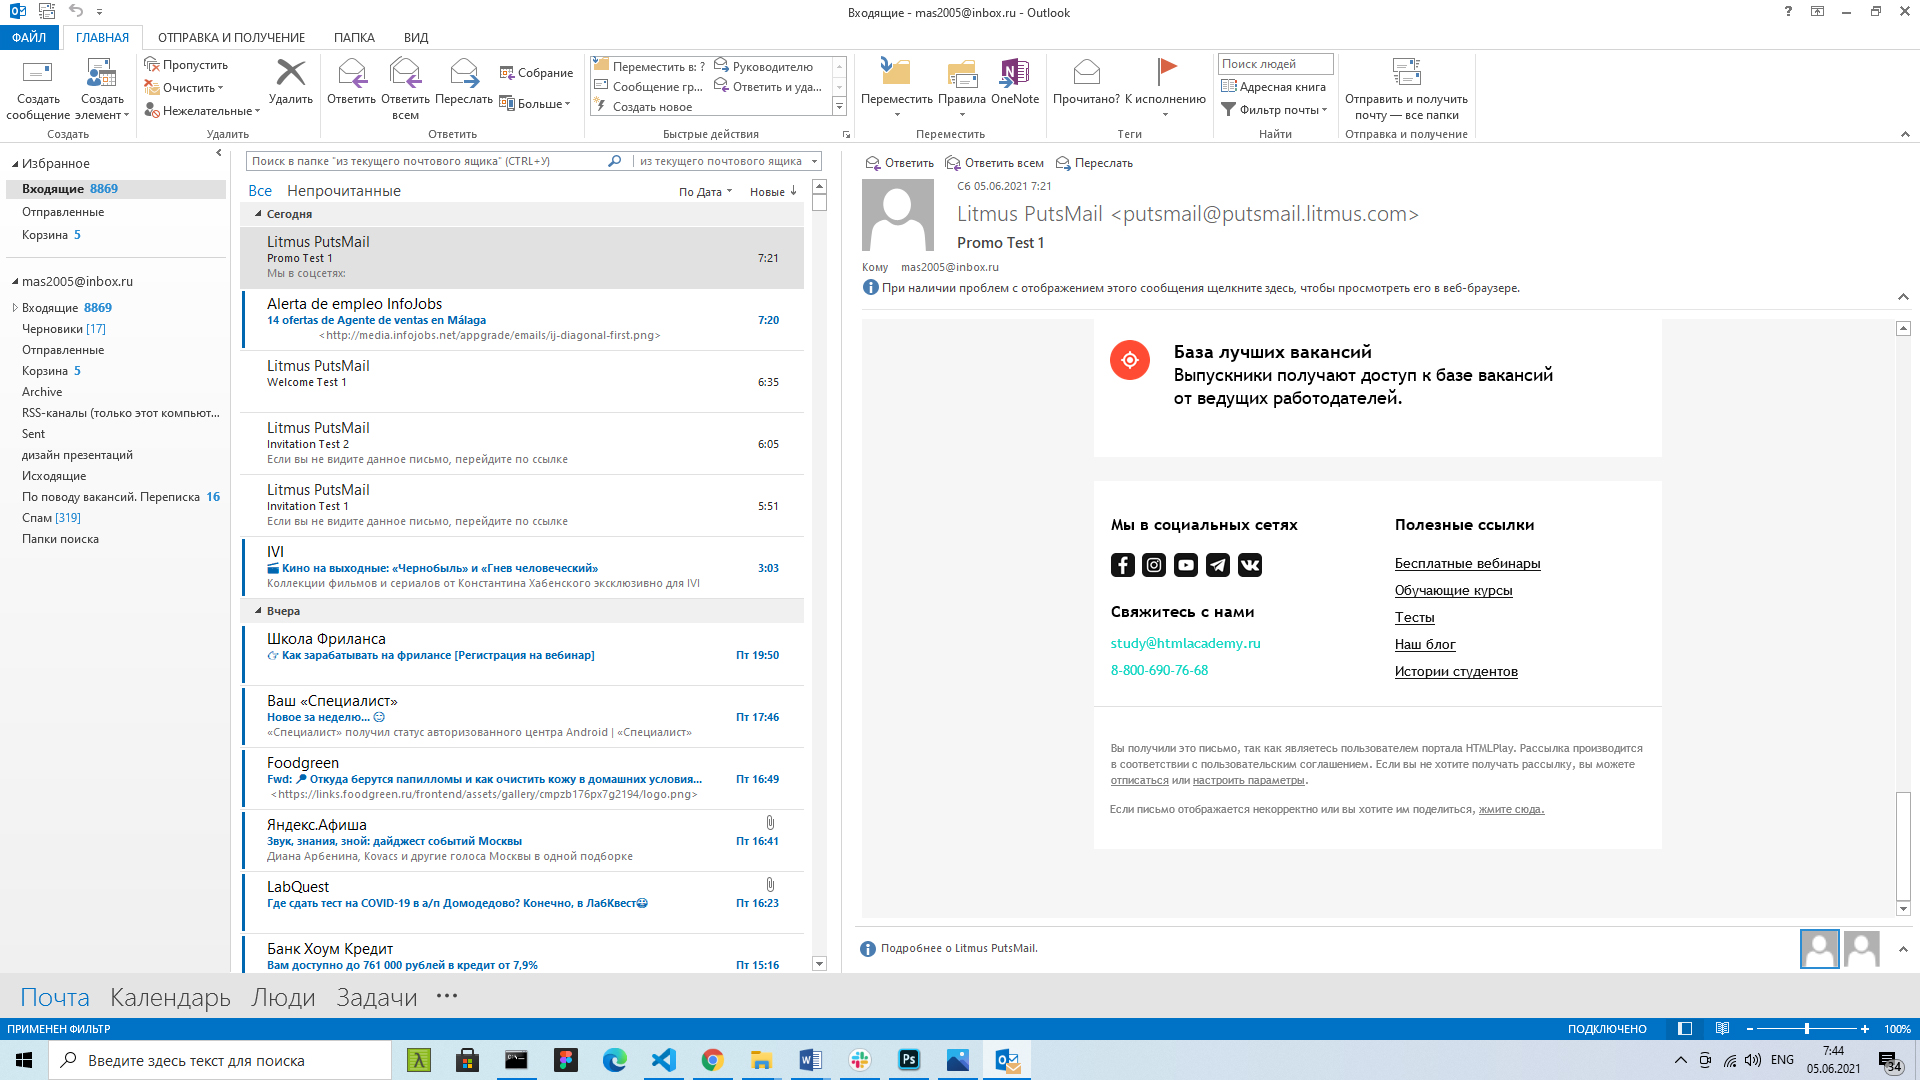 Входящие - mas2005@inbox.ru - Outlook
ФАЙЛ ГЛАВНАЯ ОТПРАВКА И ПОЛУЧЕНИЕ ПАПКА ВИД
Создать сообщение
Создать элемент
Создать
Пропустить
Очистить
Нежелательные
Удалить
Удалить
Ответить
Ответить всем
Переслать
Собрание
Больше
Ответить
Переместить в: ?
Сообщение гр...
Создать новое
Руководителю
Ответить и уда...
Быстрые действия
Переместить
Правила
OneNote
Переместить
Прочитано?
К исполнению
Теги
Поиск людей
Адресная книга
Фильтр почты
Найти
Отправить и получить
почту — все папки
Отправка и получение
Избранное
Входящие 8869
Отправленные
Корзина 5
mas2005@inbox.ru
Входящие 8869
Черновики [17]
Отправленные
Корзина 5
Archive
RSS-каналы (только этот компьют...
Sent
дизайн презентаций
Исходящие
По поводу вакансий. Переписка 16
Спам [319]
Папки поиска
Поиск в папке "из текущего почтового ящика" (CTRL+У)
из текущего почтового ящика
Все Непрочитанные
По Дата Новые
Сегодня
Litmus PutsMail
Promo Test 1 7:21
Мы в соцсетях:
Alerta de empleo InfoJobs
14 ofertas de Agente de ventas en Málaga 7:20
<http://media.infojobs.net/appgrade/emails/ij-diagonal-first.png>
Litmus PutsMail
Welcome Test 1 6:35
Litmus PutsMail
Invitation Test 2 6:05
Если вы не видите данное письмо, перейдите по ссылке
Litmus PutsMail
Invitation Test 1 5:51
Если вы не видите данное письмо, перейдите по ссылке
IVI
Кино на выходные: «Чернобыль» и «Гнев человеческий» 3:03
Коллекции фильмов и сериалов от Константина Хабенского эксклюзивно для IVI
Вчера
Школа Фриланса
Как зарабатывать на фрилансе [Регистрация на вебинар] Пт 19:50
Ваш «Специалист»
Новое за неделю... Пт 17:46
«Специалист» получил статус авторизованного центра Android | «Специалист»
Foodgreen
Fwd: Откуда берутся папилломы и как очистить кожу в домашних условия... Пт 16:49
<https://links.foodgreen.ru/frontend/assets/gallery/cmpzb176px7g2194/logo.png>
Яндекс.Афиша
Звук, знания, зной: дайджест событий Москвы Пт 16:41
Диана Арбенина, Kovacs и другие голоса Москвы в одной подборке
LabQuest
Где сдать тест на COVID-19 в а/п Домодедово? Конечно, в ЛабКвест Пт 16:23
Банк Хоум Кредит
Вам доступно до 761 000 рублей в кредит от 7,9% Пт 15:16
Ответить Ответить всем Переслать
Сб 05.06.2021 7:21
Litmus PutsMail <putsmail@putsmail.litmus.com>
Promo Test 1
Кому mas2005@inbox.ru
При наличии проблем с отображением этого сообщения щелкните здесь, чтобы просмотреть его в веб-браузере.
База лучших вакансий
Выпускники получают доступ к базе вакансий
от ведущих работодателей.
Мы в социальных сетях
Свяжитесь с нами
study@htmlacademy.ru
8-800-690-76-68
Полезные ссылки
Бесплатные вебинары
Обучающие курсы
Тесты
Наш блог
Истории студентов
Вы получили это письмо, так как являетесь пользователем портала HTMLPlay. Рассылка производится
в соответствии с пользовательским соглашением. Если вы не хотите получать рассылку, вы можете
отписаться или настроить параметры.
Если письмо отображается некорректно или вы хотите им поделиться, жмите сюда.
Подробнее о Litmus PutsMail.
Почта Календарь Люди Задачи ···
ПРИМЕНЕН ФИЛЬТР ПОДКЛЮЧЕНО 100%
Введите здесь текст для поиска
ENG
7:44
05.06.2021
34